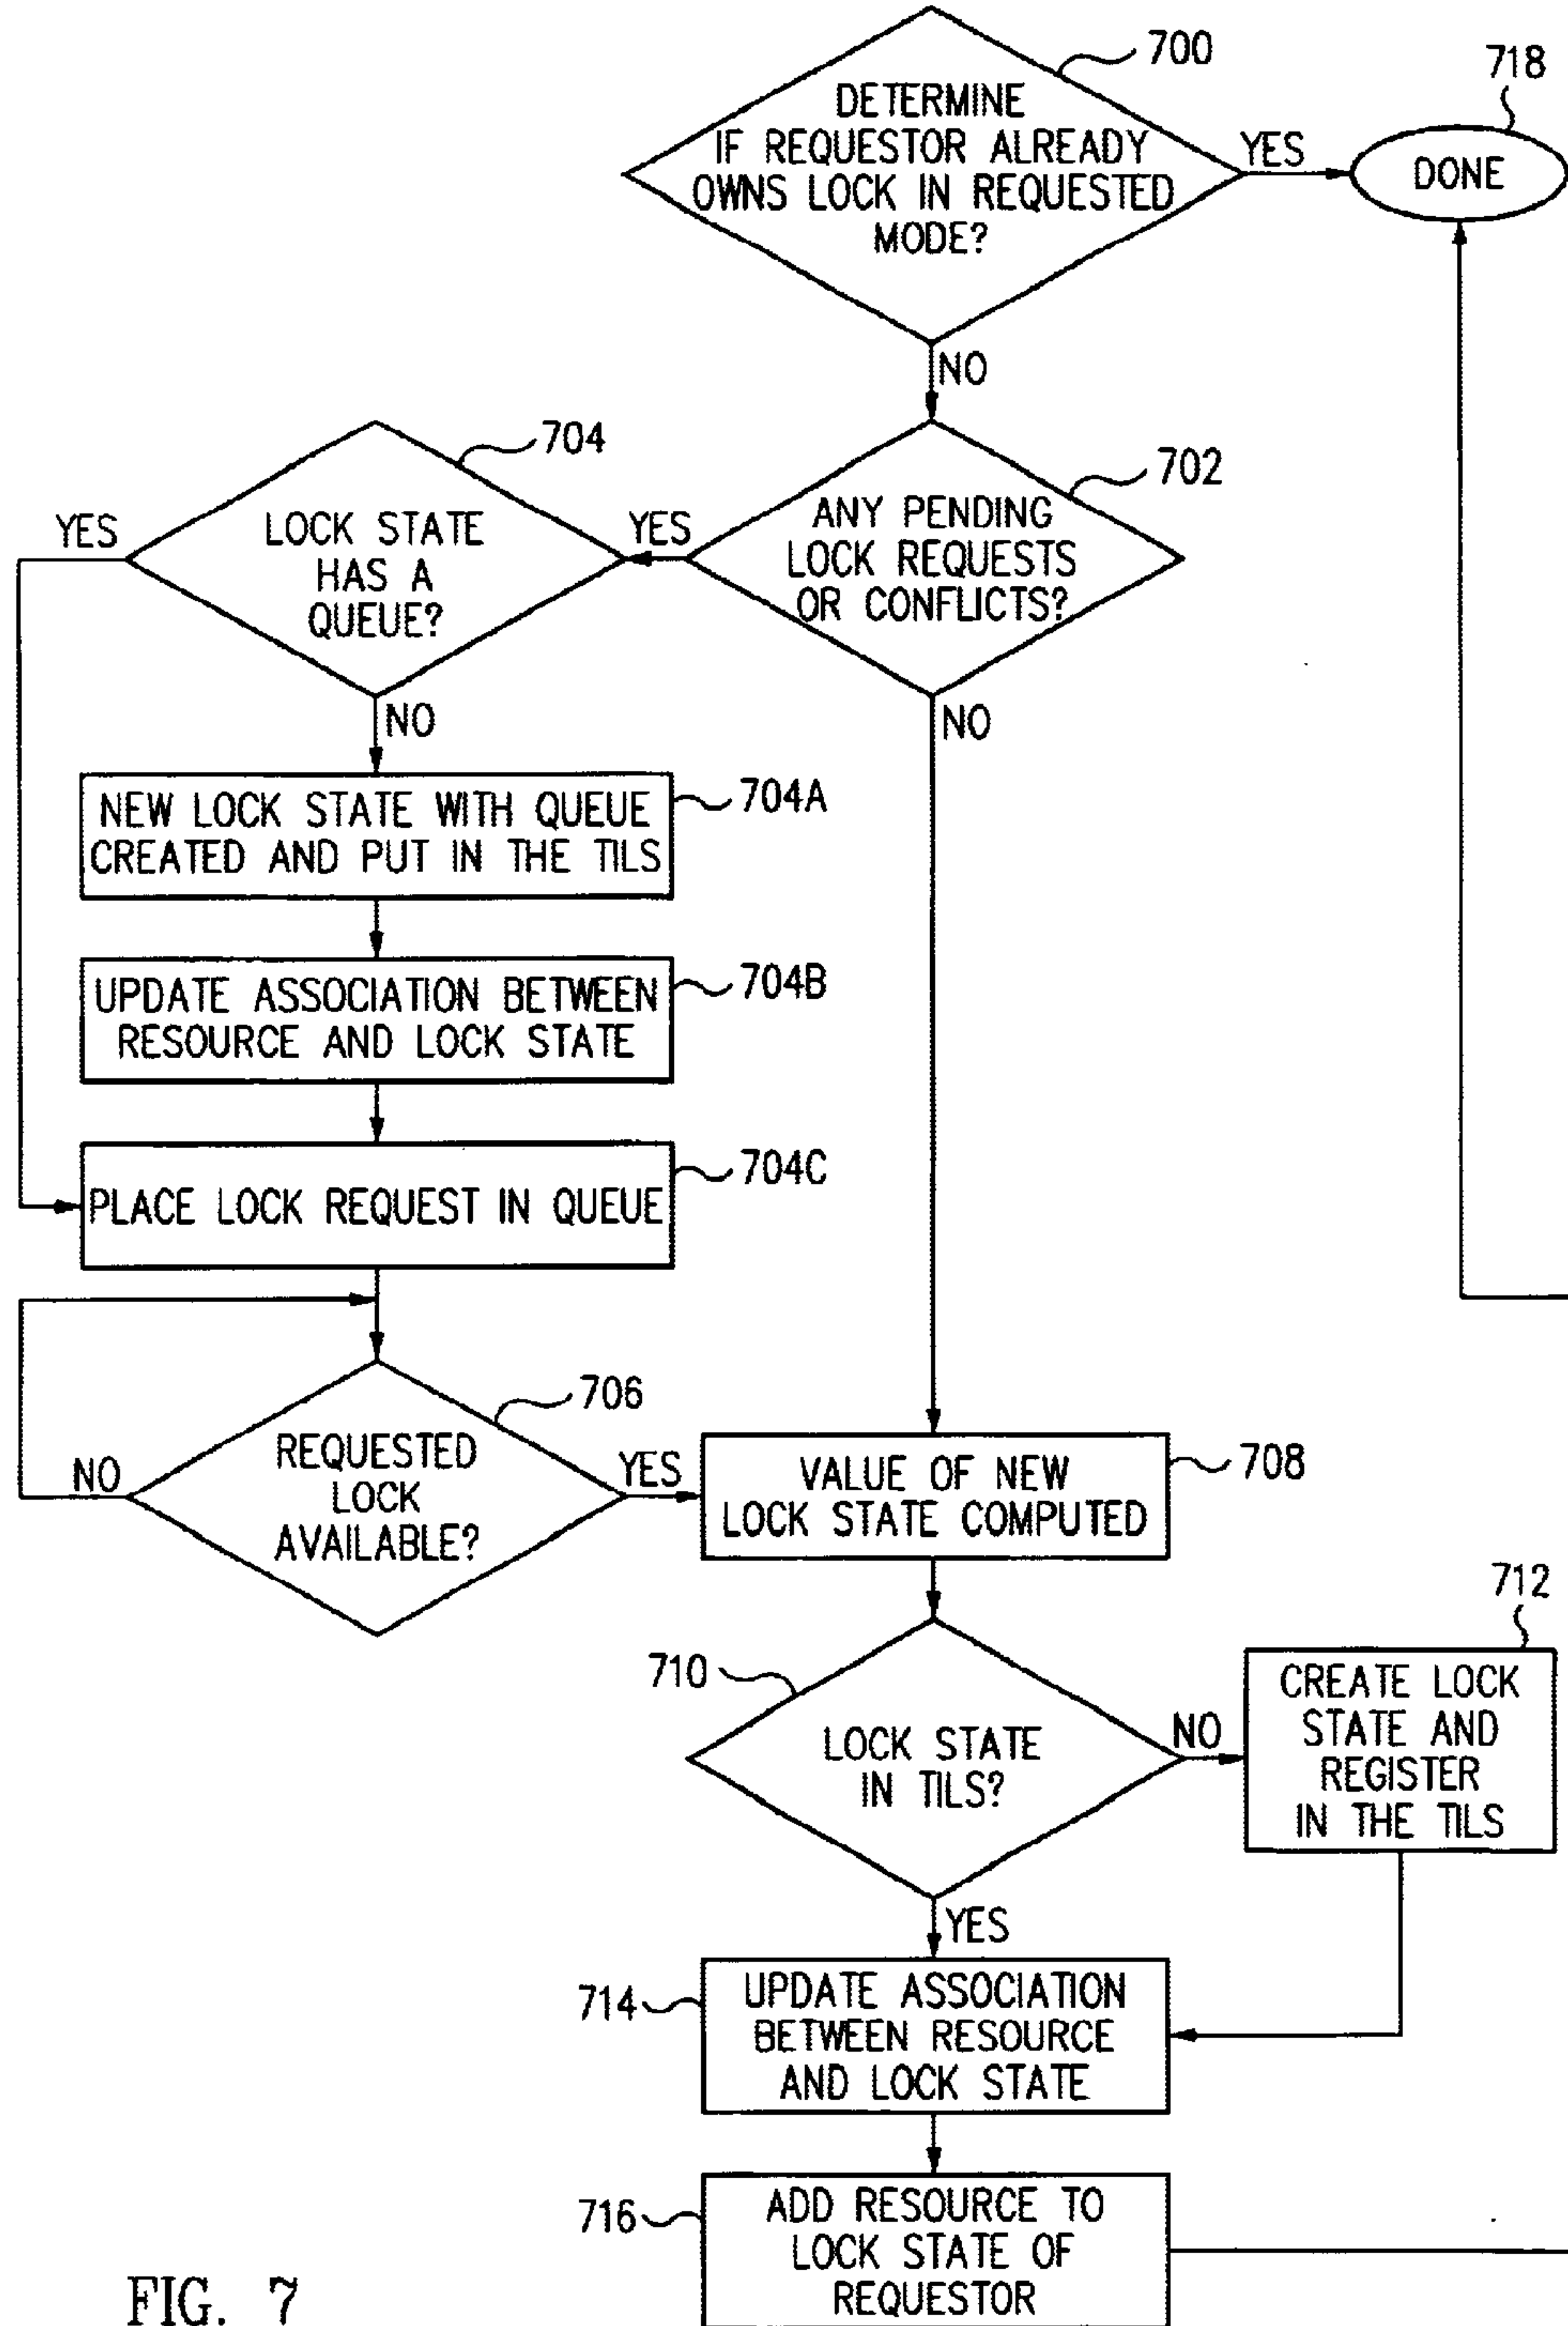 700
DETERMINE
IF REQUESTOR ALREADY
OWNS LOCK IN REQUESTED
MODE?
YES
718
DONE
NO
704
LOCK STATE
HAS A
QUEUE?
YES
702
ANY PENDING
LOCK REQUESTS
OR CONFLICTS?
YES
NO
NO
NEW LOCK STATE WITH QUEUE
CREATED AND PUT IN THE TILS
704A
UPDATE ASSOCIATION BETWEEN
RESOURCE AND LOCK STATE
704B
PLACE LOCK REQUEST IN QUEUE
704C
706
REQUESTED
LOCK
AVAILABLE?
NO
YES
VALUE OF NEW
LOCK STATE COMPUTED
708
710
LOCK STATE
IN TILS?
NO
712
CREATE LOCK
STATE AND
REGISTER
IN THE TILS
YES
714
UPDATE ASSOCIATION
BETWEEN RESOURCE
AND LOCK STATE
716
ADD RESOURCE TO
LOCK STATE OF
REQUESTOR
FIG. 7